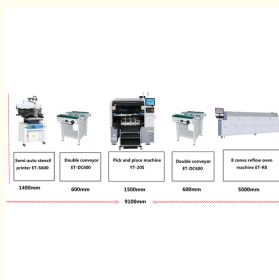 Semi-auto stencil
printer ET-S600
Double conveyor
ET-DC600
Pick and place machine
YT-20S
Double conveyor
ET-DC600
8 zones reflow oven
machine ET-R8
1400mm
600mm
1500mm
600mm
5000mm
9100mm